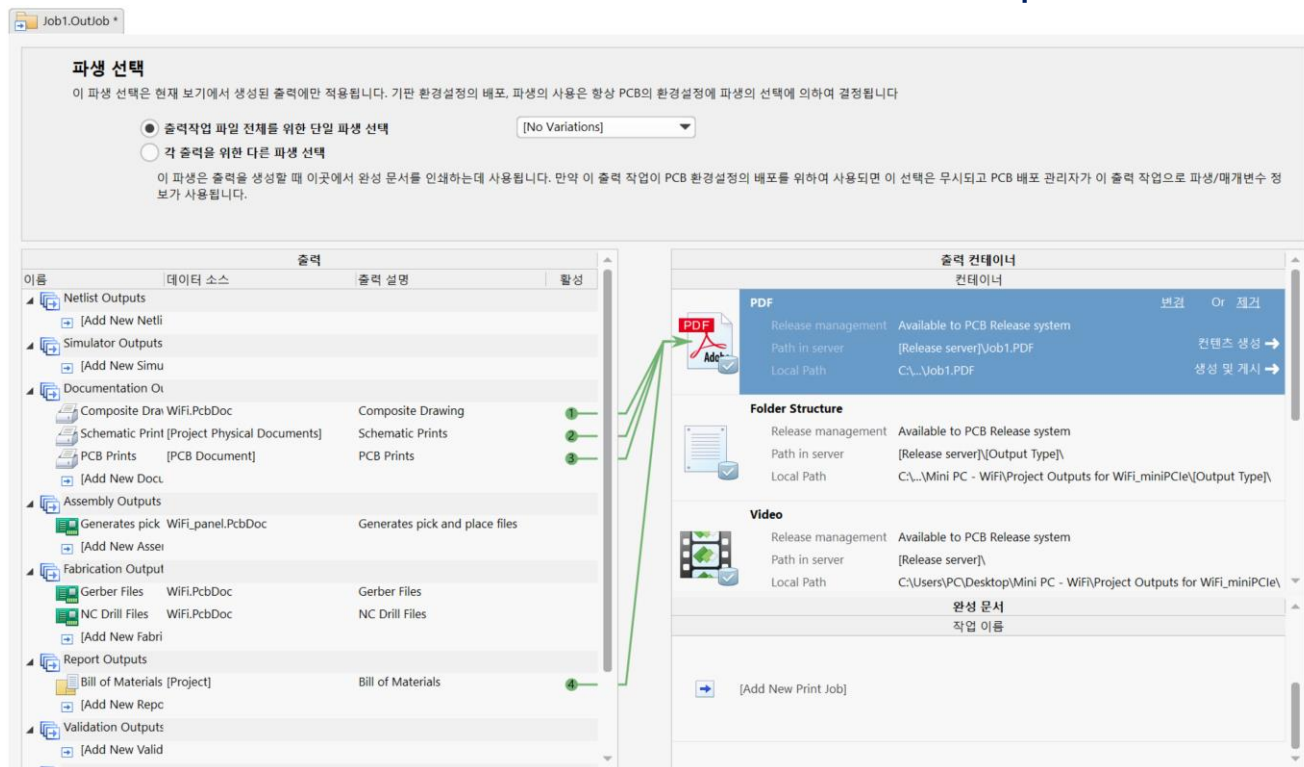 Job1.OutJob *
파생 선택
이 파생 선택은 현재 보기에서 생성된 출력에만 적용됩니다. 기판 환경설정의 배포, 파생의 사용은 항상 PCB의 환경설정에 파생의 선택에 의하여 결정됩니다
출력작업 파일 전체를 위한 단일 파생 선택 [No Variations]
각 출력을 위한 다른 파생 선택
이 파생은 출력을 생성할 때 이곳에서 완성 문서를 인쇄하는데 사용됩니다. 만약 이 출력 작업이 PCB 환경설정의 배포를 위하여 사용되면 이 선택은 무시되고 PCB 배포 관리자가 이 출력 작업으로 파생/매개변수 정
보가 사용됩니다.
출력
이름 데이터 소스 출력 설명 활성
Netlist Outputs
[Add New Netli
Simulator Outputs
[Add New Simu
Documentation Ou
Composite Drav WiFi.PcbDoc Composite Drawing 1
Schematic Print [Project Physical Documents] Schematic Prints 2
PCB Prints [PCB Document] PCB Prints 3
[Add New Docu
Assembly Outputs
Generates pick WiFi_panel.PcbDoc Generates pick and place files
[Add New Asser
Fabrication Output
Gerber Files WiFi.PcbDoc Gerber Files
NC Drill Files WiFi.PcbDoc NC Drill Files
[Add New Fabri
Report Outputs
Bill of Materials [Project] Bill of Materials 4
[Add New Repo
Validation Outputs
[Add New Valid
출력 컨테이너
컨테이너
PDF 변경 Or 제거
Release management Available to PCB Release system
Path in server [Release server]\Job1.PDF 컨텐츠 생성
Local Path C:\...\Job1.PDF 생성 및 게시
PDF
Adobe
Folder Structure
Release management Available to PCB Release system
Path in server [Release server]\[Output Type]\
Local Path C:\...\Mini PC - WiFi\Project Outputs for WiFi_miniPCIe\[Output Type]\
Video
Release management Available to PCB Release system
Path in server [Release server]\
Local Path C:\Users\PC\Desktop\Mini PC - WiFi\Project Outputs for WiFi_miniPCIe\
완성 문서
작업 이름
[Add New Print Job]